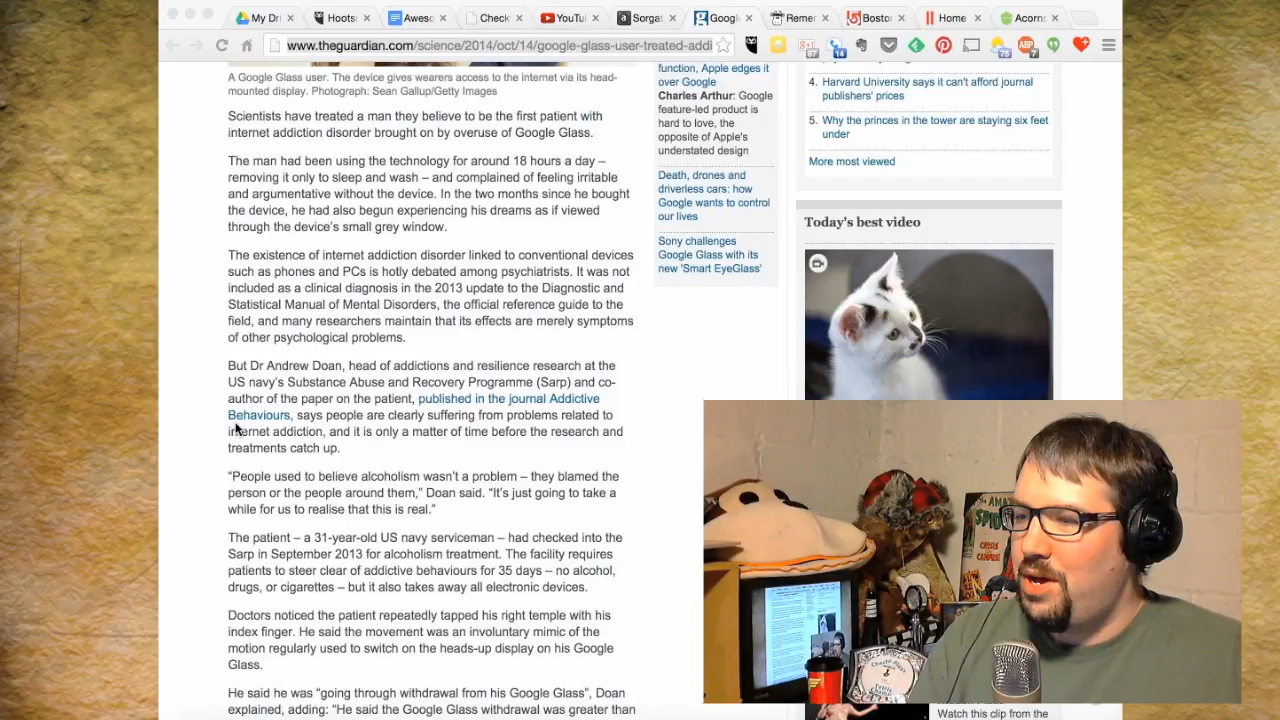 My Dri
Hoots
Aweso
Check
YouTu
Sorgat
Googl
Remer
Bosto
Home
Acorns
www.theguardian.com/science/2014/oct/14/google-glass-user-treated-addi
A Google Glass user. The device gives wearers access to the internet via its head-
mounted display. Photograph: Sean Gallup/Getty Images
Scientists have treated a man they believe to be the first patient with
internet addiction disorder brought on by overuse of Google Glass.
The man had been using the technology for around 18 hours a day –
removing it only to sleep and wash – and complained of feeling irritable
and argumentative without the device. In the two months since he bought
the device, he had also begun experiencing his dreams as if viewed
through the device's small grey window.
The existence of internet addiction disorder linked to conventional devices
such as phones and PCs is hotly debated among psychiatrists. It was not
included as a clinical diagnosis in the 2013 update to the Diagnostic and
Statistical Manual of Mental Disorders, the official reference guide to the
field, and many researchers maintain that its effects are merely symptoms
of other psychological problems.
But Dr Andrew Doan, head of addictions and resilience research at the
US navy's Substance Abuse and Recovery Programme (Sarp) and co-
author of the paper on the patient, published in the journal Addictive
Behaviours, says people are clearly suffering from problems related to
internet addiction, and it is only a matter of time before the research and
treatments catch up.
“People used to believe alcoholism wasn't a problem – they blamed the
person or the people around them,” Doan said. “It's just going to take a
while for us to realise that this is real.”
The patient – a 31-year-old US navy serviceman – had checked into the
Sarp in September 2013 for alcoholism treatment. The facility requires
patients to steer clear of addictive behaviours for 35 days – no alcohol,
drugs, or cigarettes – but it also takes away all electronic devices.
Doctors noticed the patient repeatedly tapped his right temple with his
index finger. He said the movement was an involuntary mimic of the
motion regularly used to switch on the heads-up display on his Google
Glass.
He said he was “going through withdrawal from his Google Glass”, Doan
explained, adding: “He said the Google Glass withdrawal was greater than
function, Apple edges it
over Google
Charles Arthur: Google
feature-led product is
hard to love, the
opposite of Apple's
understated design
Death, drones and
driverless cars: how
Google wants to control
our lives
Sony challenges
Google Glass with its
new 'Smart EyeGlass'
4. Harvard University says it can't afford journal
publishers' prices
5. Why the princes in the tower are staying six feet
under
More most viewed
Today's best video
Watch this clip from the